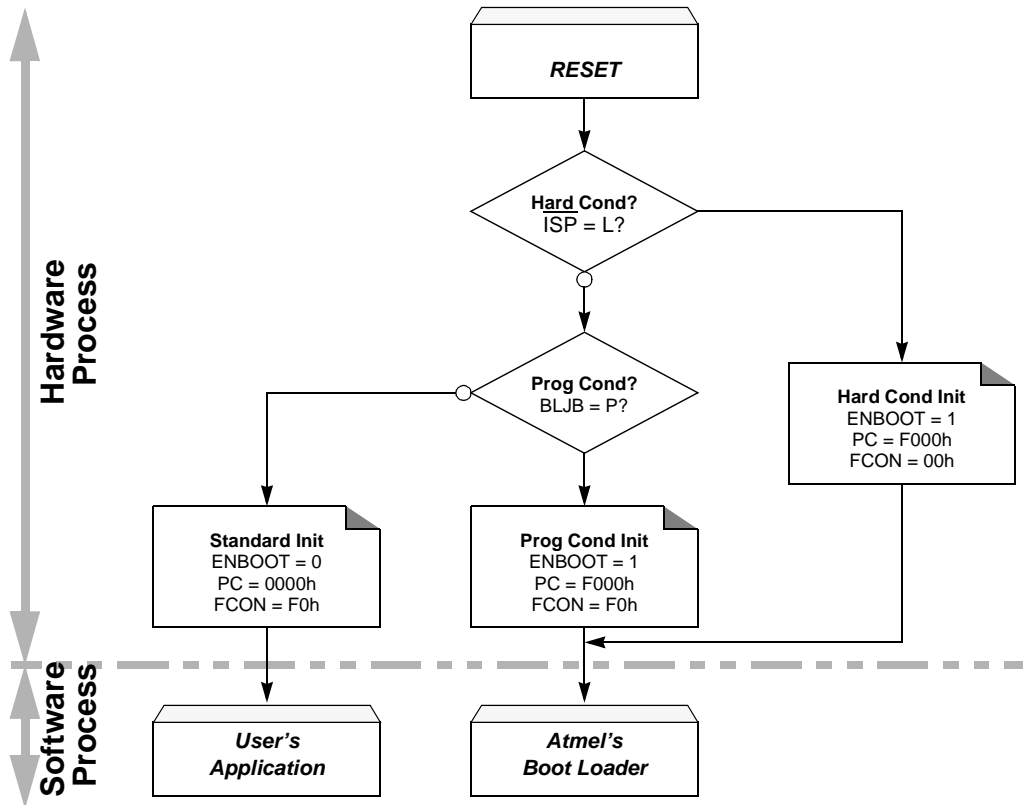 RESET
Hard Cond?
ISP = L?
Prog Cond?
BLJB = P?
Hard Cond Init
ENBOOT = 1
PC = F000h
FCON = 00h
Standard Init
ENBOOT = 0
PC = 0000h
FCON = F0h
Prog Cond Init
ENBOOT = 1
PC = F000h
FCON = F0h
Hardware
Process
Software
Process
User's
Application
Atmel's
Boot Loader